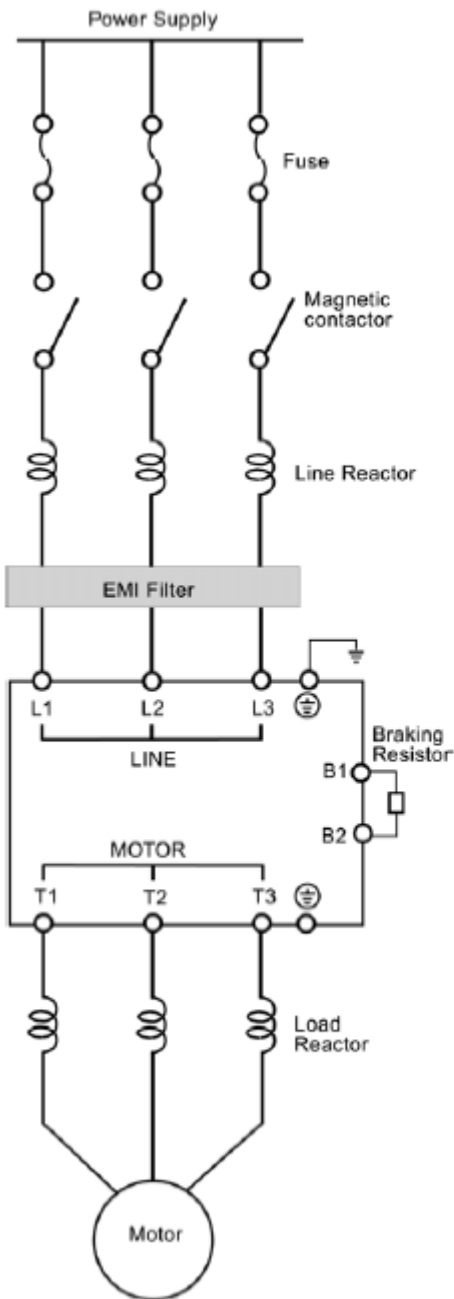 Power Supply
Fuse
Magnetic
contactor
Line Reactor
EMI Filter
L1 L2 L3
LINE
Braking
Resistor
B1
B2
MOTOR
T1 T2 T3
Load
Reactor
Motor